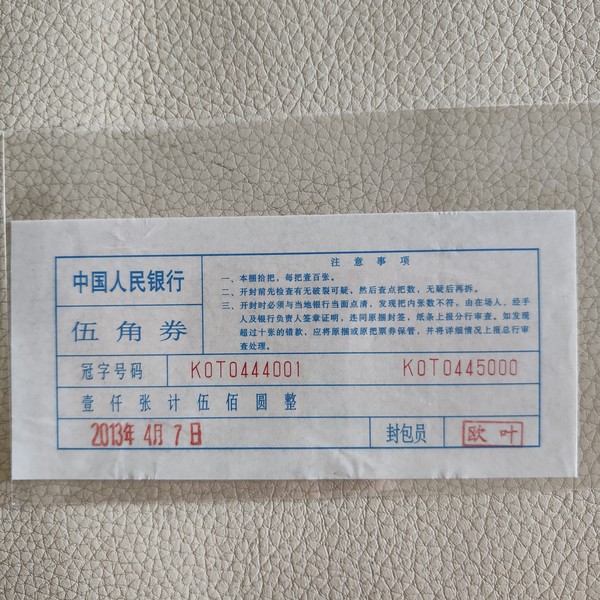 中国人民银行
伍角券
注意事项
一、本捆拾把，每把壹百张。
二、开封前先检查有无破裂可疑，然后查点把数，无疑后再拆。
三、开封时必须与当地银行当面点清，发现把内张数不符，由在场人、经手
人及银行负责人签章证明，连同原捆封签，纸条上报分行审查。如发现
超过十张的错款，应将原捆或原把票券保管，并将详细情况上报总行审
查处理。
冠字号码 K0T0444001 K0T0445000
壹仟张计伍佰圆整
2013年4月7日 封包员 欧叶